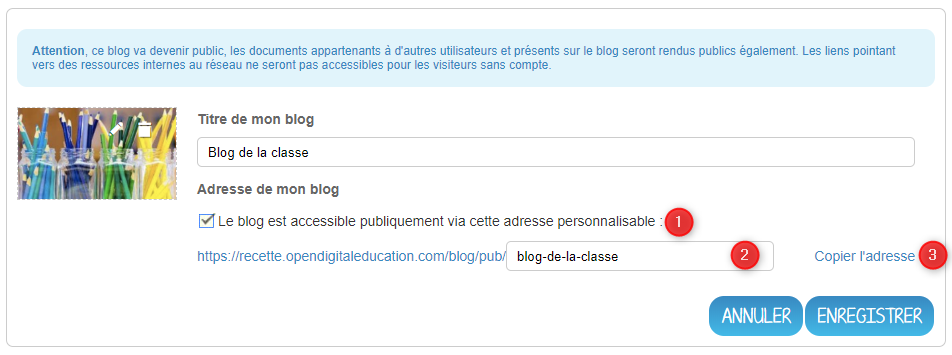 Attention, ce blog va devenir public, les documents appartenants à d'autres utilisateurs et présents sur le blog seront rendus publics également. Les liens pointant
vers des ressources internes au réseau ne seront pas accessibles pour les visiteurs sans compte.
Titre de mon blog
Blog de la classe
Adresse de mon blog
Le blog est accessible publiquement via cette adresse personnalisable : 1
https://recette.opendigitaleducation.com/blog/pub/ blog-de-la-classe 2 Copier l'adresse 3
ANNULER ENREGISTRER